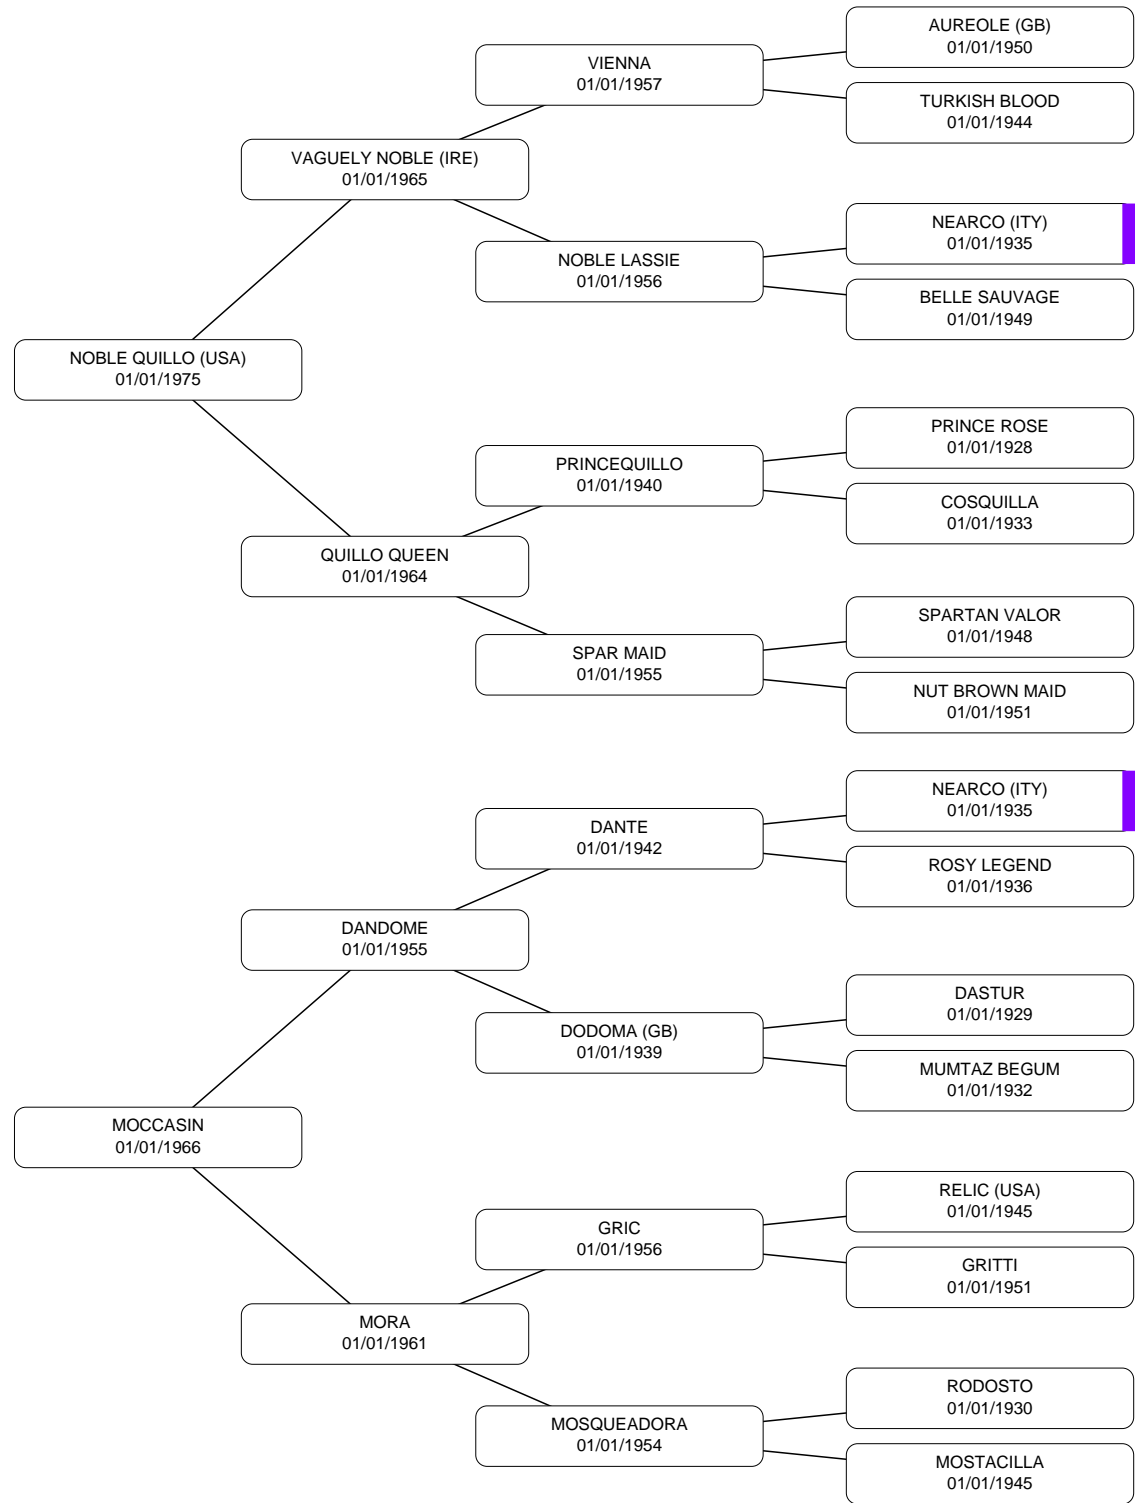 AUREOLE (GB)
01/01/1950
VIENNA
01/01/1957
TURKISH BLOOD
01/01/1944
VAGUELY NOBLE (IRE)
01/01/1965
NEARCO (ITY)
01/01/1935
NOBLE LASSIE
01/01/1956
BELLE SAUVAGE
01/01/1949
NOBLE QUILLO (USA)
01/01/1975
PRINCE ROSE
01/01/1928
PRINCEQUILLO
01/01/1940
COSQUILLA
01/01/1933
QUILLO QUEEN
01/01/1964
SPARTAN VALOR
01/01/1948
SPAR MAID
01/01/1955
NUT BROWN MAID
01/01/1951
NEARCO (ITY)
01/01/1935
DANTE
01/01/1942
ROSY LEGEND
01/01/1936
DANDOME
01/01/1955
DASTUR
01/01/1929
DODOMA (GB)
01/01/1939
MUMTAZ BEGUM
01/01/1932
MOCCASIN
01/01/1966
RELIC (USA)
01/01/1945
GRIC
01/01/1956
GRITTI
01/01/1951
MORA
01/01/1961
RODOSTO
01/01/1930
MOSQUEADORA
01/01/1954
MOSTACILLA
01/01/1945